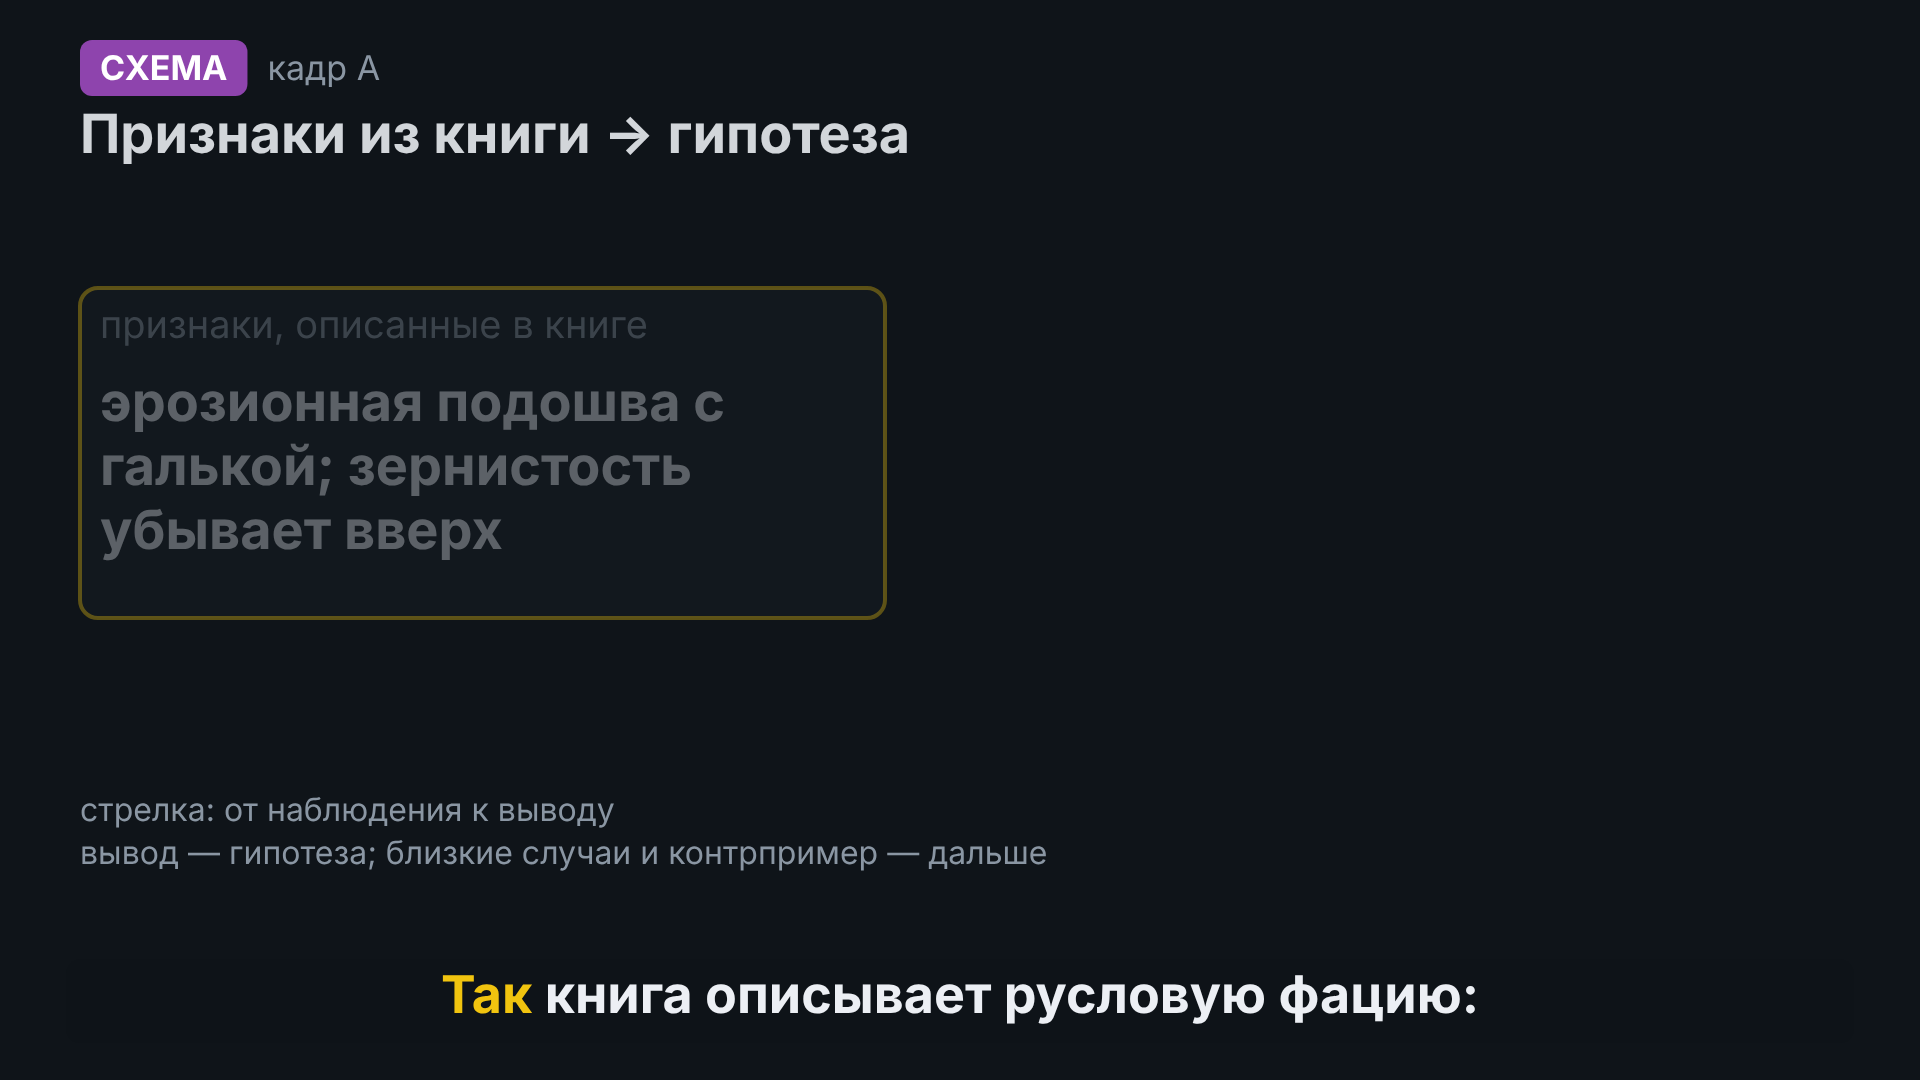 СХЕМА кадр А
Признаки из книги → гипотеза
признаки, описанные в книге
эрозионная подошва с
галькой; зернистость
убывает вверх
стрелка: от наблюдения к выводу
вывод — гипотеза; близкие случаи и контрпример — дальше
Так книга описывает русловую фацию: